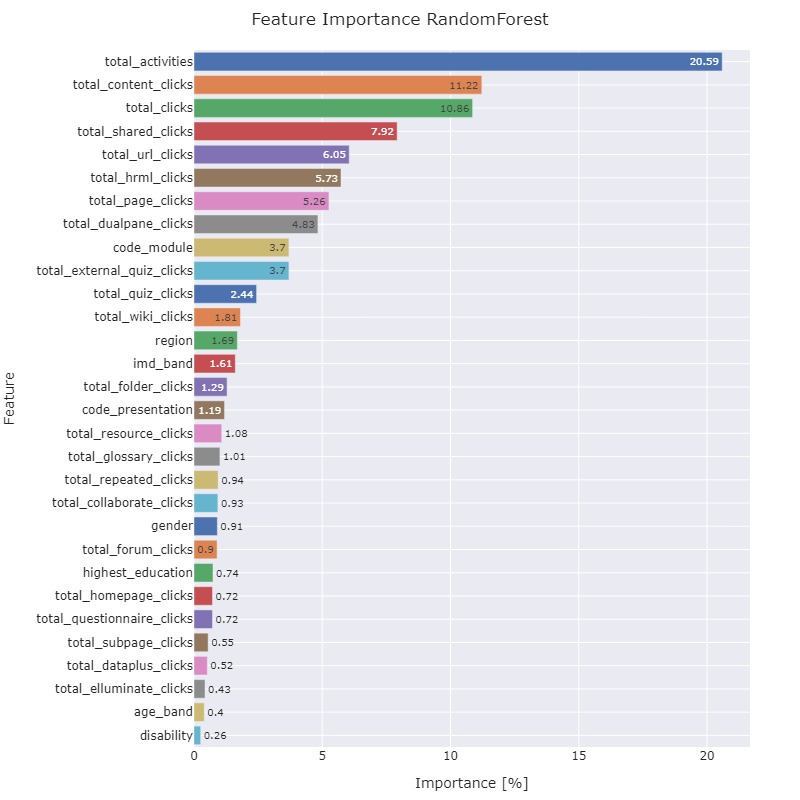 Feature Importance RandomForest
Feature
total_activities 20.59
total_content_clicks 11.22
total_clicks 10.86
total_shared_clicks 7.92
total_url_clicks 6.05
total_hrml_clicks 5.73
total_page_clicks 5.26
total_dualpane_clicks 4.83
code_module 3.7
total_external_quiz_clicks 3.7
total_quiz_clicks 2.44
total_wiki_clicks 1.81
region 1.69
imd_band 1.61
total_folder_clicks 1.29
code_presentation 1.19
total_resource_clicks 1.08
total_glossary_clicks 1.01
total_repeated_clicks 0.94
total_collaborate_clicks 0.93
gender 0.91
total_forum_clicks 0.9
highest_education 0.74
total_homepage_clicks 0.72
total_questionnaire_clicks 0.72
total_subpage_clicks 0.55
total_dataplus_clicks 0.52
total_elluminate_clicks 0.43
age_band 0.4
disability 0.26
0 5 10 15 20
Importance [%]